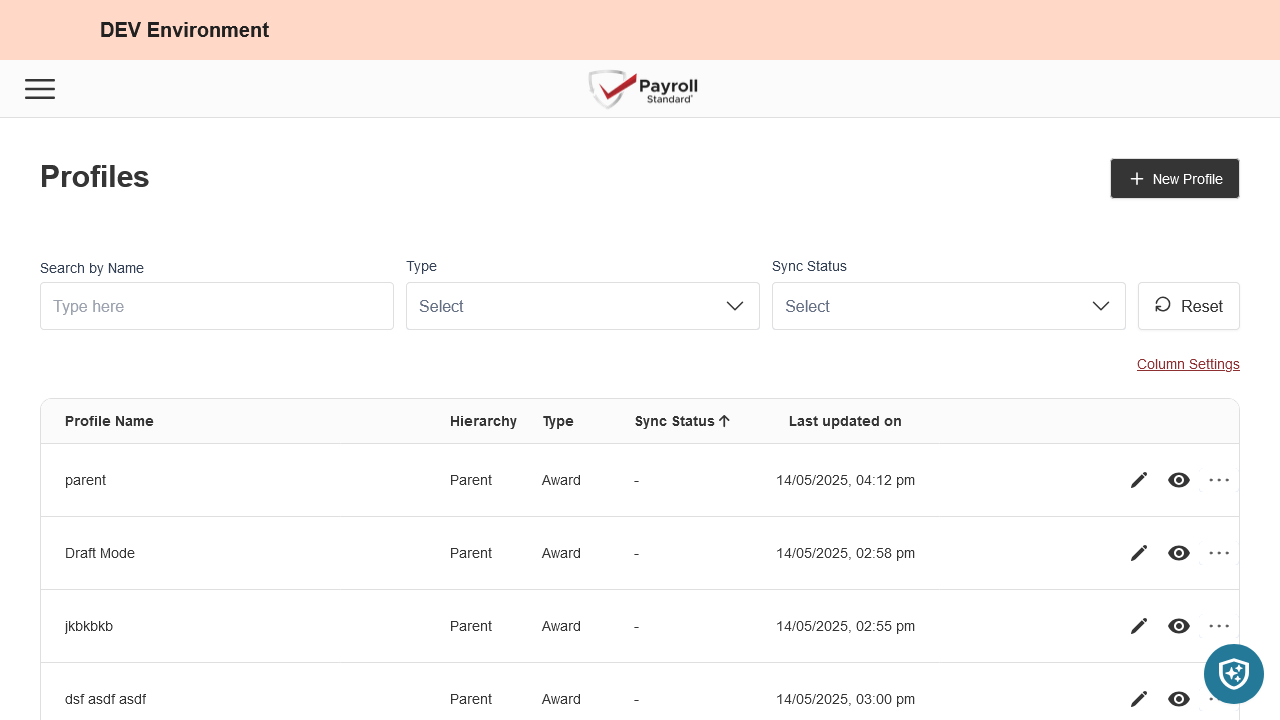 DEV Environment
Payroll
Standard
Profiles
New Profile
Search by Name
Type
Sync Status
Type here
Select
Select
Reset
Column Settings
Profile Name Hierarchy Type Sync Status Last updated on
parent Parent Award - 14/05/2025, 04:12 pm
Draft Mode Parent Award - 14/05/2025, 02:58 pm
jkbkbkb Parent Award - 14/05/2025, 02:55 pm
dsf asdf asdf Parent Award - 14/05/2025, 03:00 pm